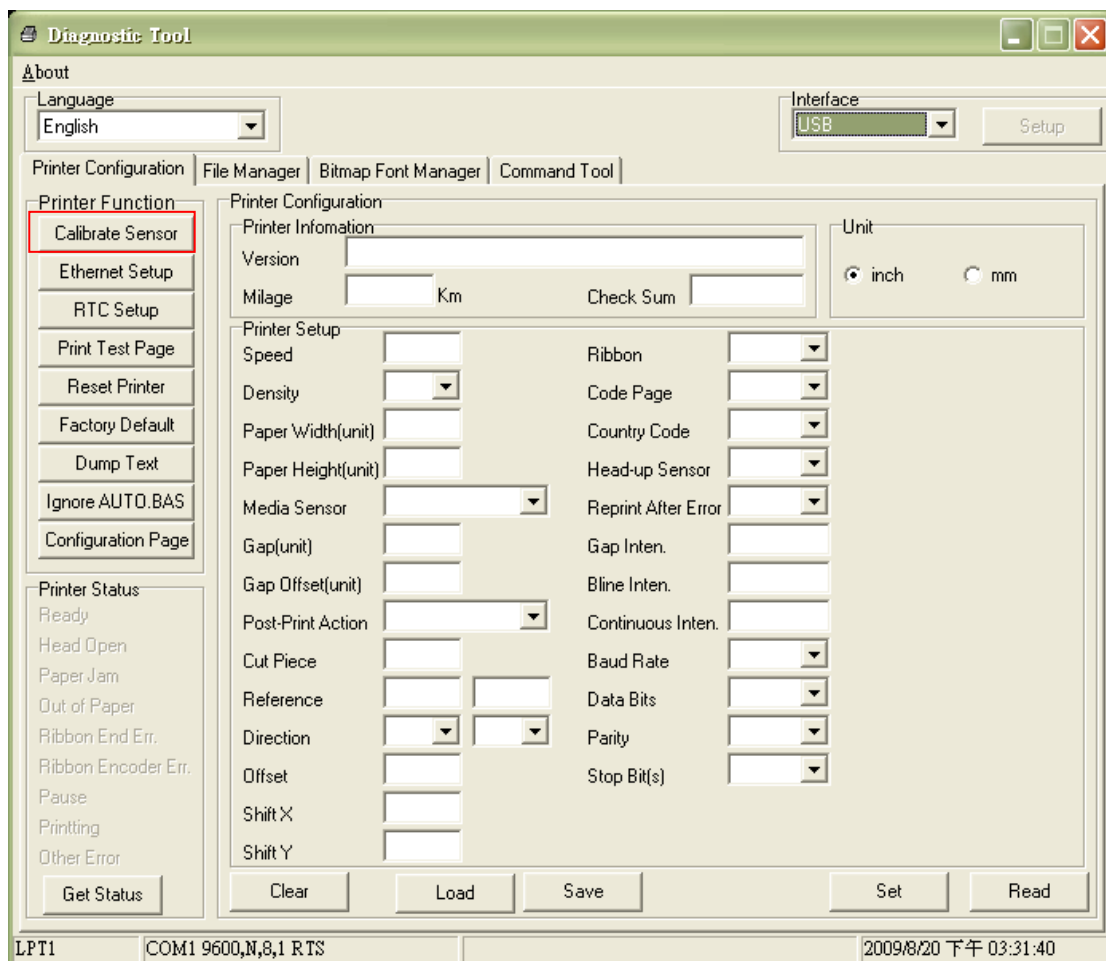 Diagnostic Tool
About
Language
English
Interface
USB
Setup
Printer Configuration File Manager Bitmap Font Manager Command Tool
Printer Function
Calibrate Sensor
Ethernet Setup
RTC Setup
Print Test Page
Reset Printer
Factory Default
Dump Text
Ignore AUTO.BAS
Configuration Page
Printer Status
Ready
Head Open
Paper Jam
Out of Paper
Ribbon End Err.
Ribbon Encoder Err.
Pause
Printting
Other Error
Get Status
Printer Configuration
Printer Infomation
Version
Milage Km Check Sum
Unit
inch mm
Printer Setup
Speed Ribbon
Density Code Page
Paper Width(unit) Country Code
Paper Height(unit) Head-up Sensor
Media Sensor Reprint After Error
Gap(unit) Gap Inten.
Gap Offset(unit) Bline Inten.
Post-Print Action Continuous Inten.
Cut Piece Baud Rate
Reference Data Bits
Direction Parity
Offset Stop Bit(s)
Shift X
Shift Y
Clear Load Save Set Read
LPT1 COM1 9600,N,8,1 RTS 2009/8/20 下午 03:31:40